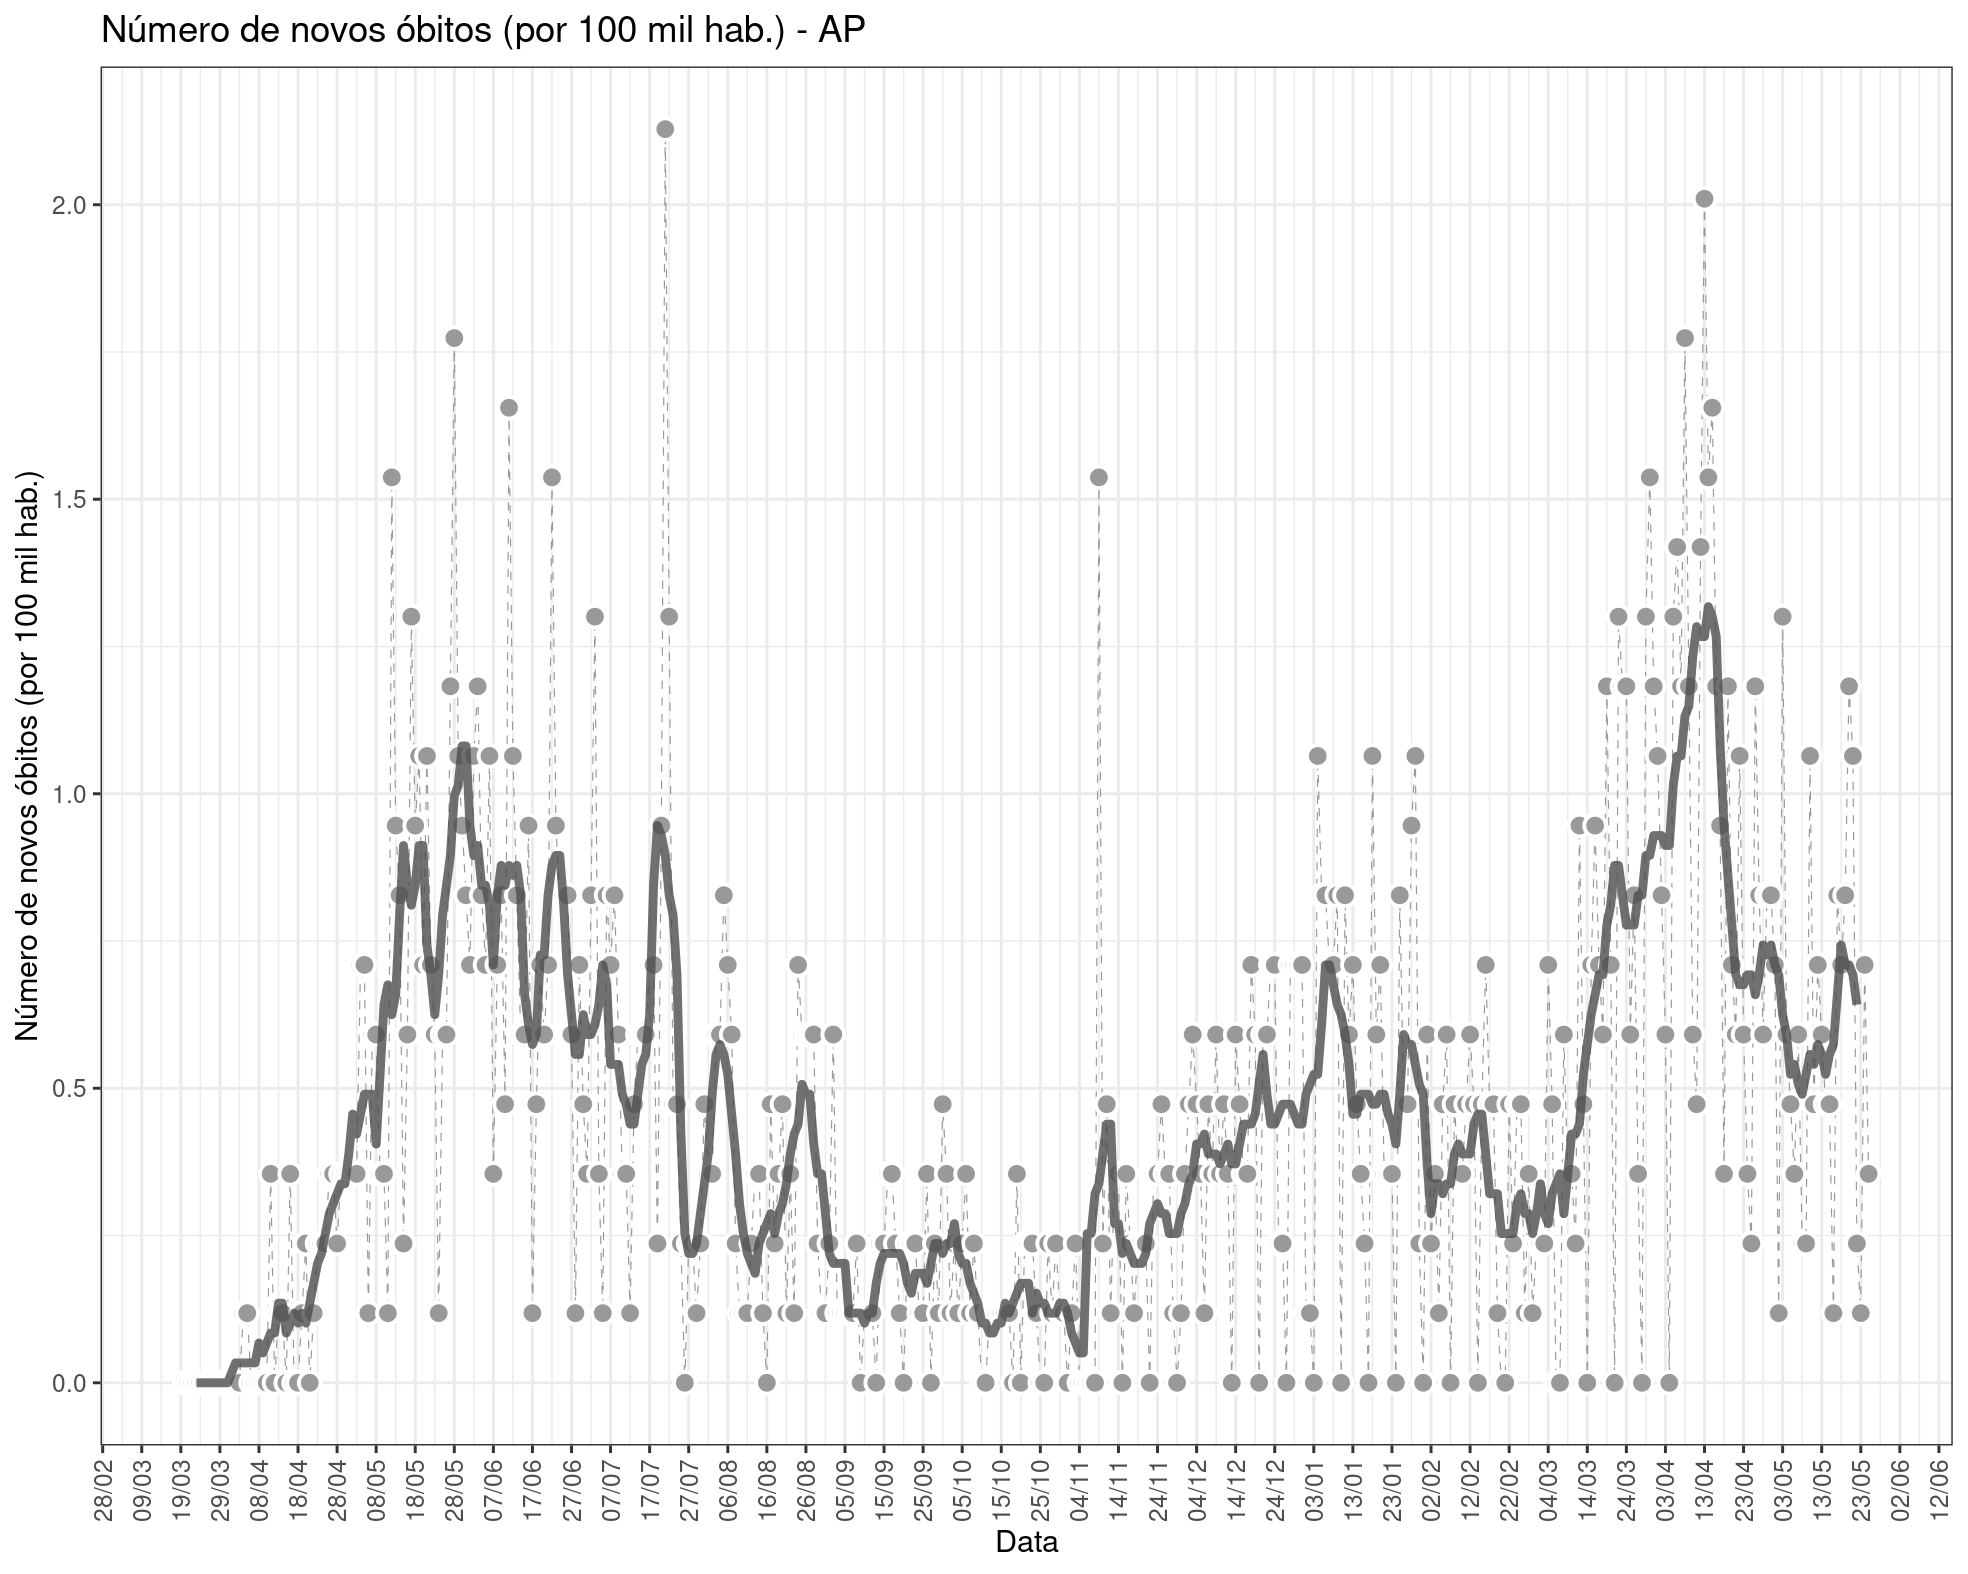 Número de novos óbitos (por 100 mil hab.) - AP
Número de novos óbitos (por 100 mil hab.)
2.0
1.5
1.0
0.5
0.0
28/02 09/03 19/03 29/03 08/04 18/04 28/04 08/05 18/05 28/05 07/06 17/06 27/06 07/07 17/07 27/07 06/08 16/08 26/08 05/09 15/09 25/09 05/10 15/10 25/10 04/11 14/11 24/11 04/12 14/12 24/12 03/01 13/01 23/01 02/02 12/02 22/02 04/03 14/03 24/03 03/04 13/04 23/04 03/05 13/05 23/05 02/06 12/06
Data